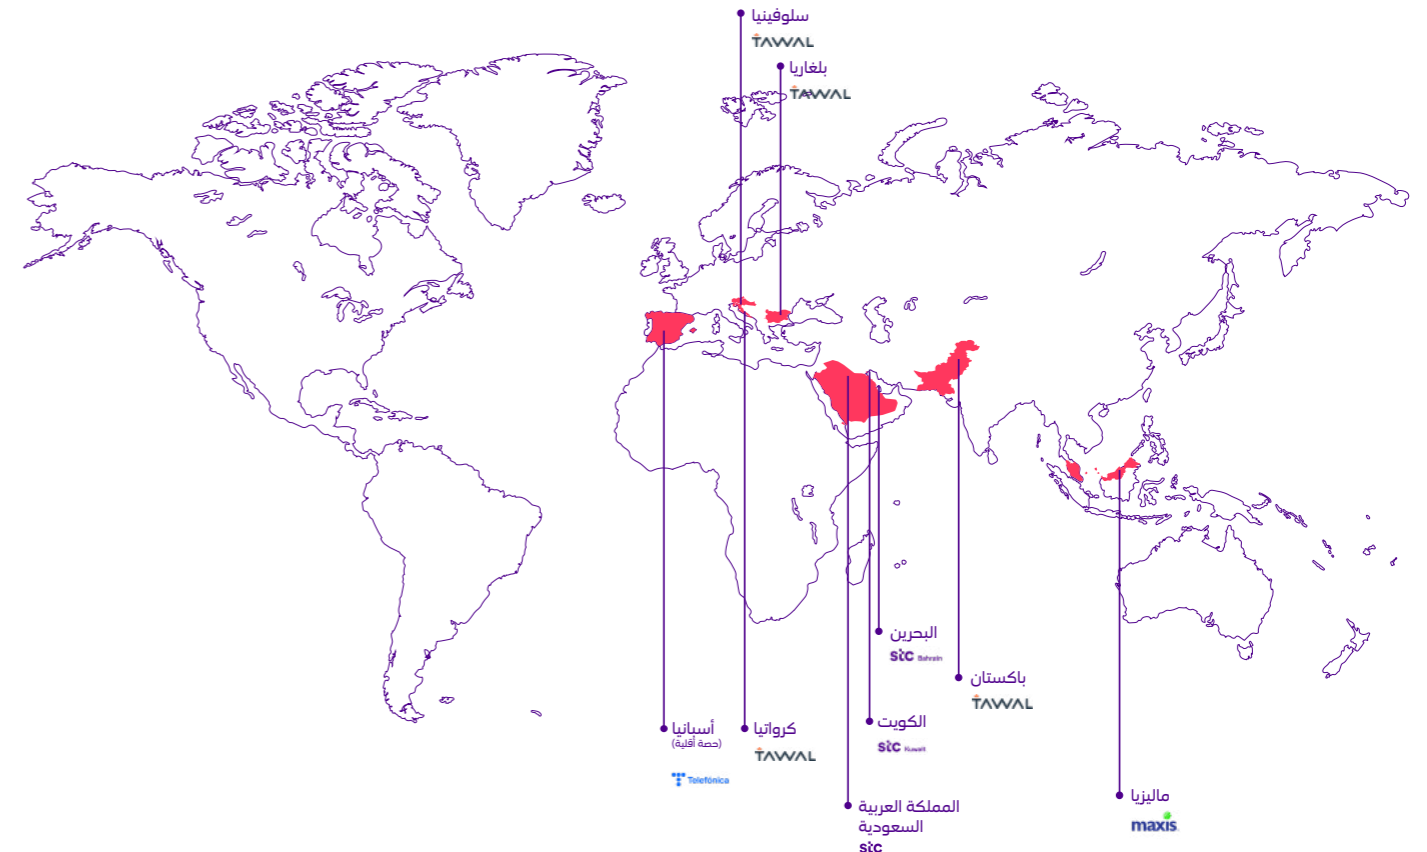 سلوفينيا
TAWAL
بلغاريا
TAWAL
البحرين
stc Bahrain
باكستان
TAWAL
أسبانيا
(حصة أقلية)
Telefónica
كرواتيا
TAWAL
الكويت
stc Kuwait
المملكة العربية
السعودية
stc
ماليزيا
maxis